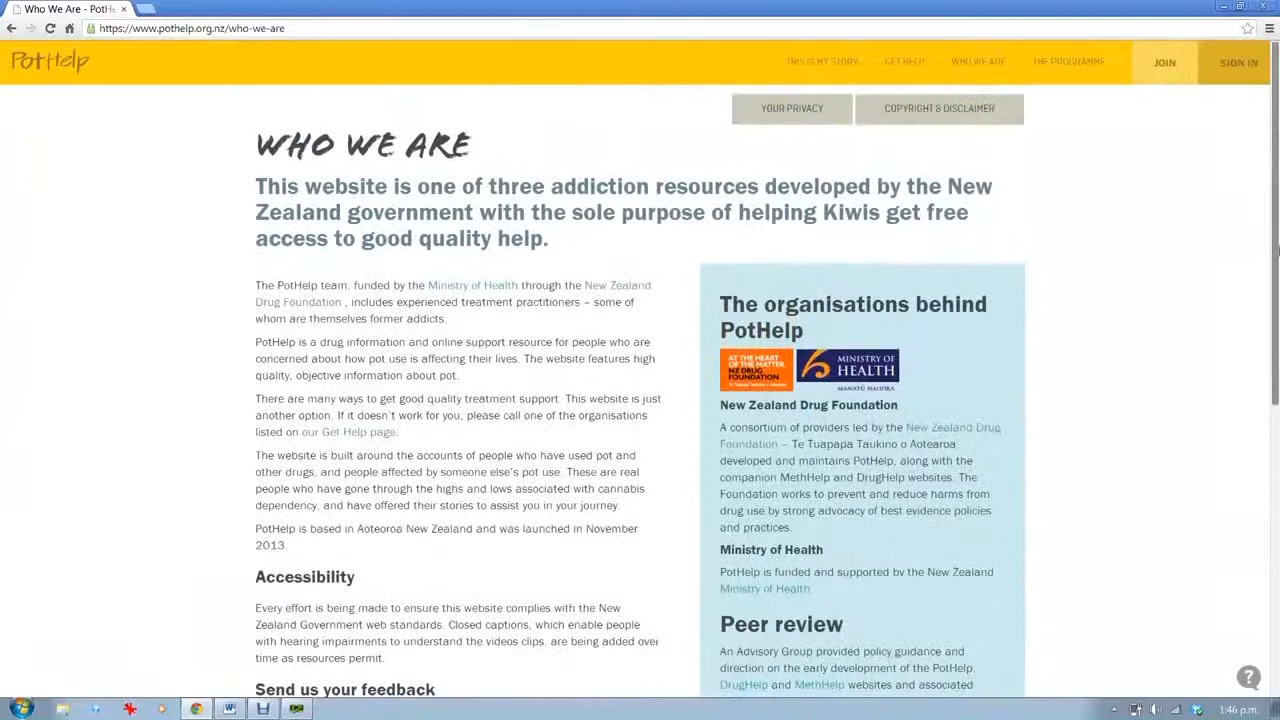 Who We Are - PotHe
https://www.pothelp.org.nz/who-we-are
PotHelp
THIS IS MY STORY
GET HELP
WHO WE ARE
THE PROGRAMME
JOIN
SIGN IN
YOUR PRIVACY
COPYRIGHT & DISCLAIMER
WHO WE ARE
This website is one of three addiction resources developed by the New
Zealand government with the sole purpose of helping Kiwis get free
access to good quality help.
The PotHelp team, funded by the Ministry of Health through the New Zealand
Drug Foundation , includes experienced treatment practitioners – some of
whom are themselves former addicts.
PotHelp is a drug information and online support resource for people who are
concerned about how pot use is affecting their lives. The website features high
quality, objective information about pot.
There are many ways to get good quality treatment support. This website is just
another option. If it doesn't work for you, please call one of the organisations
listed on our Get Help page.
The website is built around the accounts of people who have used pot and
other drugs, and people affected by someone else's pot use. These are real
people who have gone through the highs and lows associated with cannabis
dependency, and have offered their stories to assist you in your journey.
PotHelp is based in Aoteoroa New Zealand and was launched in November
2013.
Accessibility
Every effort is being made to ensure this website complies with the New
Zealand Government web standards. Closed captions, which enable people
with hearing impairments to understand the videos clips, are being added over
time as resources permit.
Send us your feedback
The organisations behind
PotHelp
AT THE HEART
OF THE MATTER.
NZ DRUG
FOUNDATION
MINISTRY OF
HEALTH
MANATŪ HAUORA
New Zealand Drug Foundation
A consortium of providers led by the New Zealand Drug
Foundation – Te Tuapapa Taukino o Aotearoa
developed and maintains PotHelp, along with the
companion MethHelp and DrugHelp websites. The
Foundation works to prevent and reduce harms from
drug use by strong advocacy of best evidence policies
and practices.
Ministry of Health
PotHelp is funded and supported by the New Zealand
Ministry of Health
Peer review
An Advisory Group provided policy guidance and
direction on the early development of the PotHelp,
DrugHelp and MethHelp websites and associated
1:46 p.m.